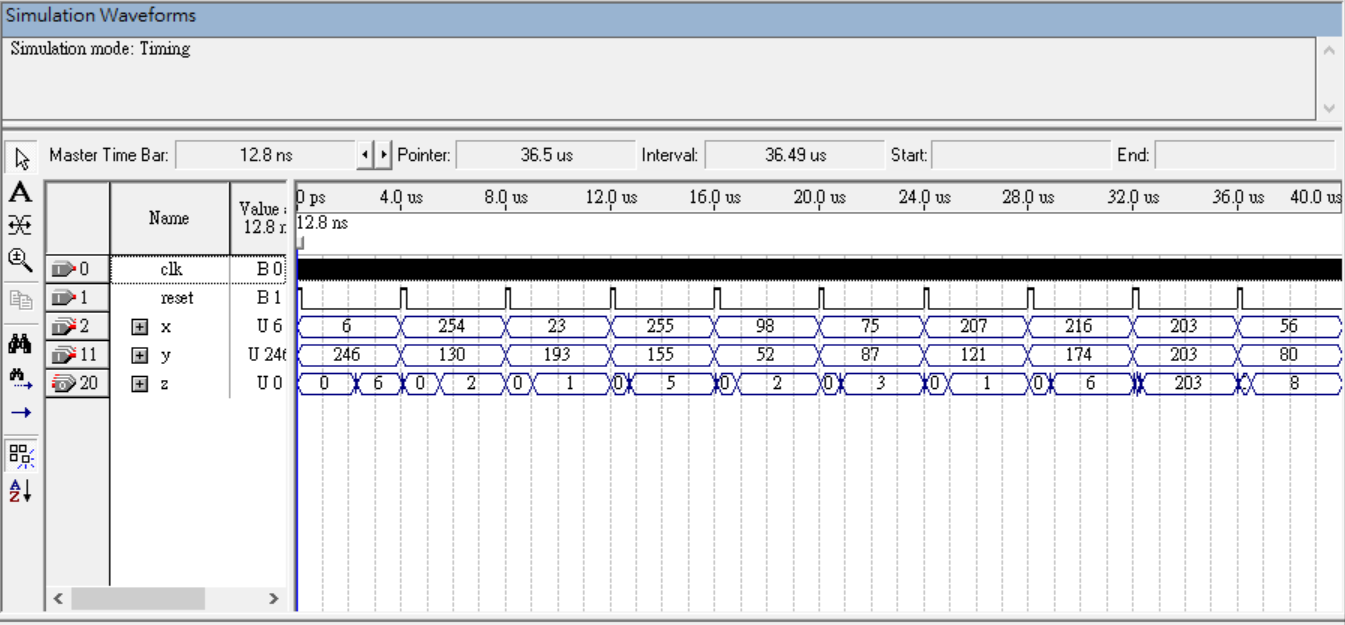 Simulation Waveforms
Simulation mode: Timing
Master Time Bar: 12.8 ns Pointer: 36.5 us Interval: 36.49 us Start: End:
Name Value 12.8 0 ps 4.0 us 8.0 us 12.0 us 16.0 us 20.0 us 24.0 us 28.0 us 32.0 us 36.0 us 40.0 us
12.8 ns
0 clk B 0
1 reset B 1
2 x U 6 6 254 23 255 98 75 207 216 203 56
11 y U 246 246 130 193 155 52 87 121 174 203 80
20 z U 0 0 6 0 2 0 1 0 5 0 2 0 3 0 1 0 6 203 8